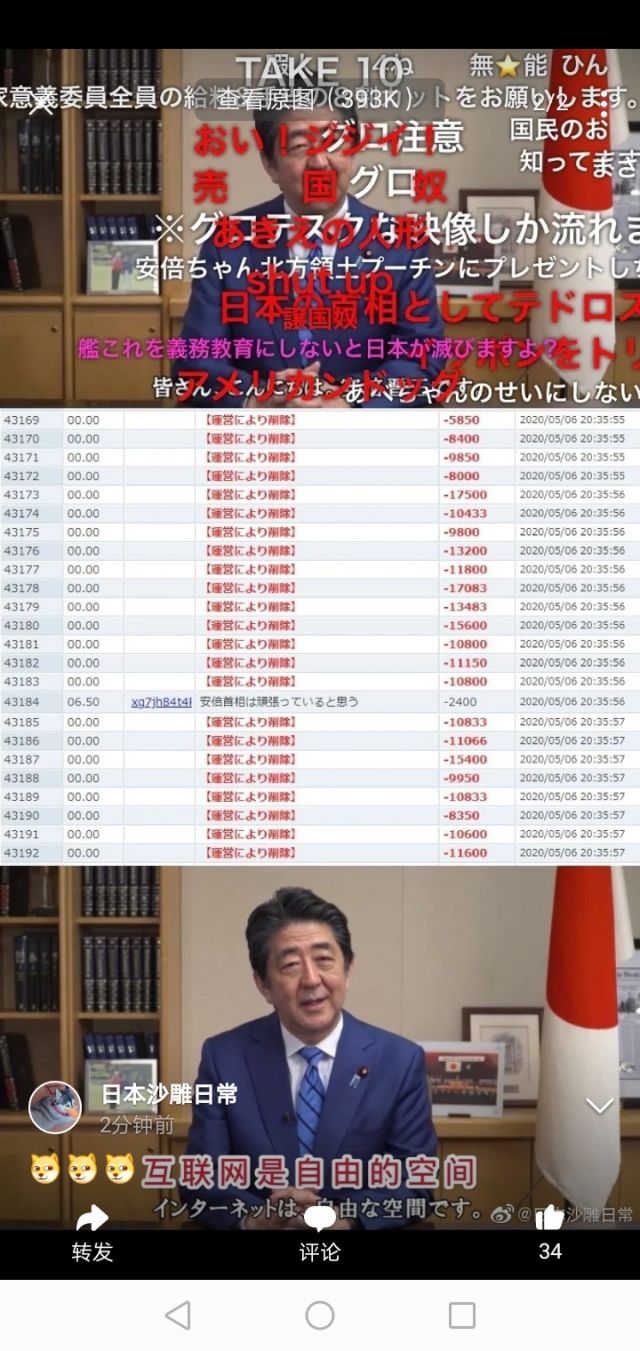 TAKE 10
無★能 ひん
家意義委員全員の給料
カットをお願いします。
查看原图(393K)
2/2
おい！ジジイ！
グロ注意
国民のお
売国奴
グロ
知ってます
※グロテスクな映像しか流れま
あきえの人形
安倍ちゃん北方領土プーチンにプレゼントしな
shut up
日本の首相としてテドロス
譲国奴
艦これを義務教育にしないと日本が滅びますよ?
皆さん、こんにちは、
アメリカンドッグ
のせいにしない
43169 00.00 【運営により削除】 -5850 2020/05/06 20:35:55
43170 00.00 【運営により削除】 -8400 2020/05/06 20:35:55
43171 00.00 【運営により削除】 -9850 2020/05/06 20:35:55
43172 00.00 【運営により削除】 -8000 2020/05/06 20:35:55
43173 00.00 【運営により削除】 -17500 2020/05/06 20:35:56
43174 00.00 【運営により削除】 -10433 2020/05/06 20:35:56
43175 00.00 【運営により削除】 -9800 2020/05/06 20:35:56
43176 00.00 【運営により削除】 -13200 2020/05/06 20:35:56
43177 00.00 【運営により削除】 -11800 2020/05/06 20:35:56
43178 00.00 【運営により削除】 -17083 2020/05/06 20:35:56
43179 00.00 【運営により削除】 -13483 2020/05/06 20:35:56
43180 00.00 【運営により削除】 -15600 2020/05/06 20:35:56
43181 00.00 【運営により削除】 -10800 2020/05/06 20:35:56
43182 00.00 【運営により削除】 -11150 2020/05/06 20:35:56
43183 00.00 【運営により削除】 -10800 2020/05/06 20:35:56
43184 06.50 xg7jh84t4 安倍首相は頑張っていると思う -2400 2020/05/06 20:35:56
43185 00.00 【運営により削除】 -10833 2020/05/06 20:35:57
43186 00.00 【運営により削除】 -11066 2020/05/06 20:35:57
43187 00.00 【運営により削除】 -15400 2020/05/06 20:35:57
43188 00.00 【運営により削除】 -9950 2020/05/06 20:35:57
43189 00.00 【運営により削除】 -10833 2020/05/06 20:35:57
43190 00.00 【運営により削除】 -8350 2020/05/06 20:35:57
43191 00.00 【運営により削除】 -10600 2020/05/06 20:35:57
43192 00.00 【運営により削除】 -11600 2020/05/06 20:35:57
日本沙雕日常
2分钟前
互联网是自由的空间
インターネットは、自由な空間です。
@日本沙雕日常
转发 评论 34